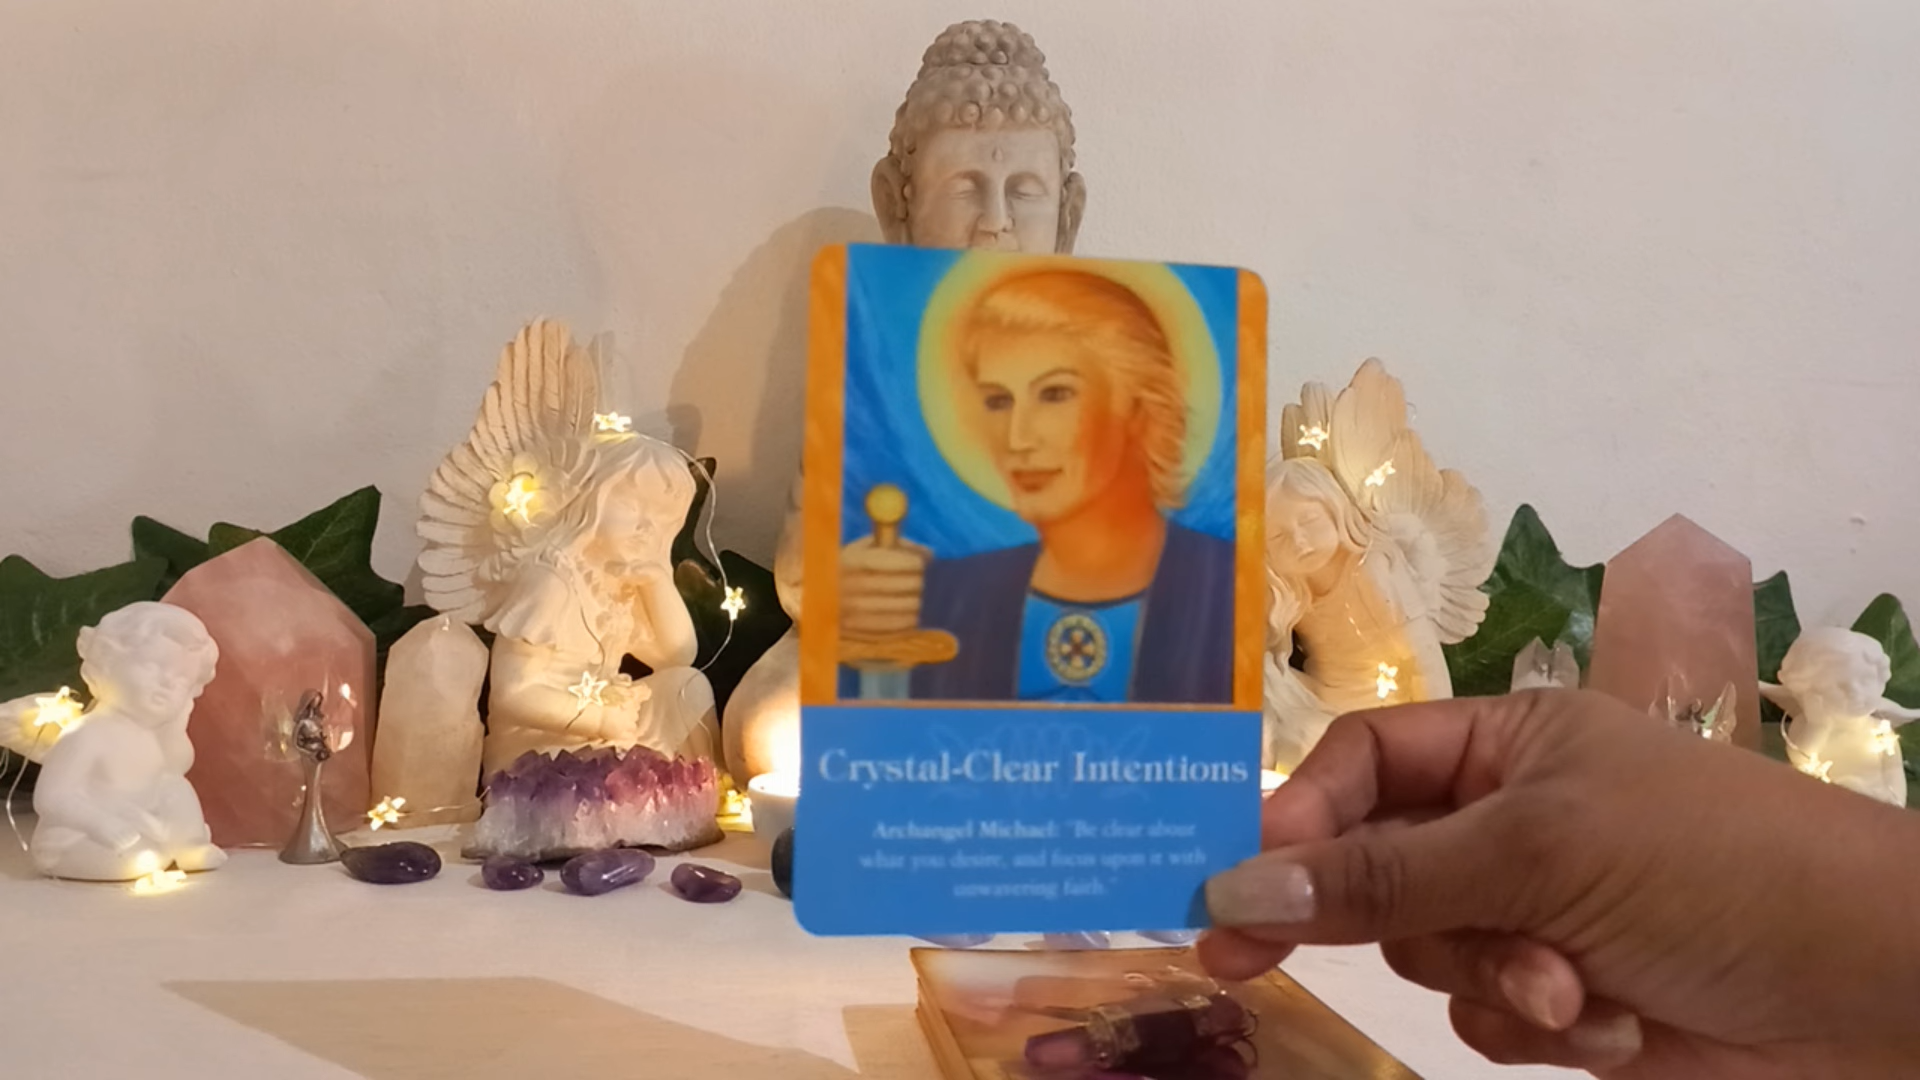 Crystal-Clear Intentions
Archangel Michael: "Be clear about
what you desire, and focus upon it with
unwavering faith."